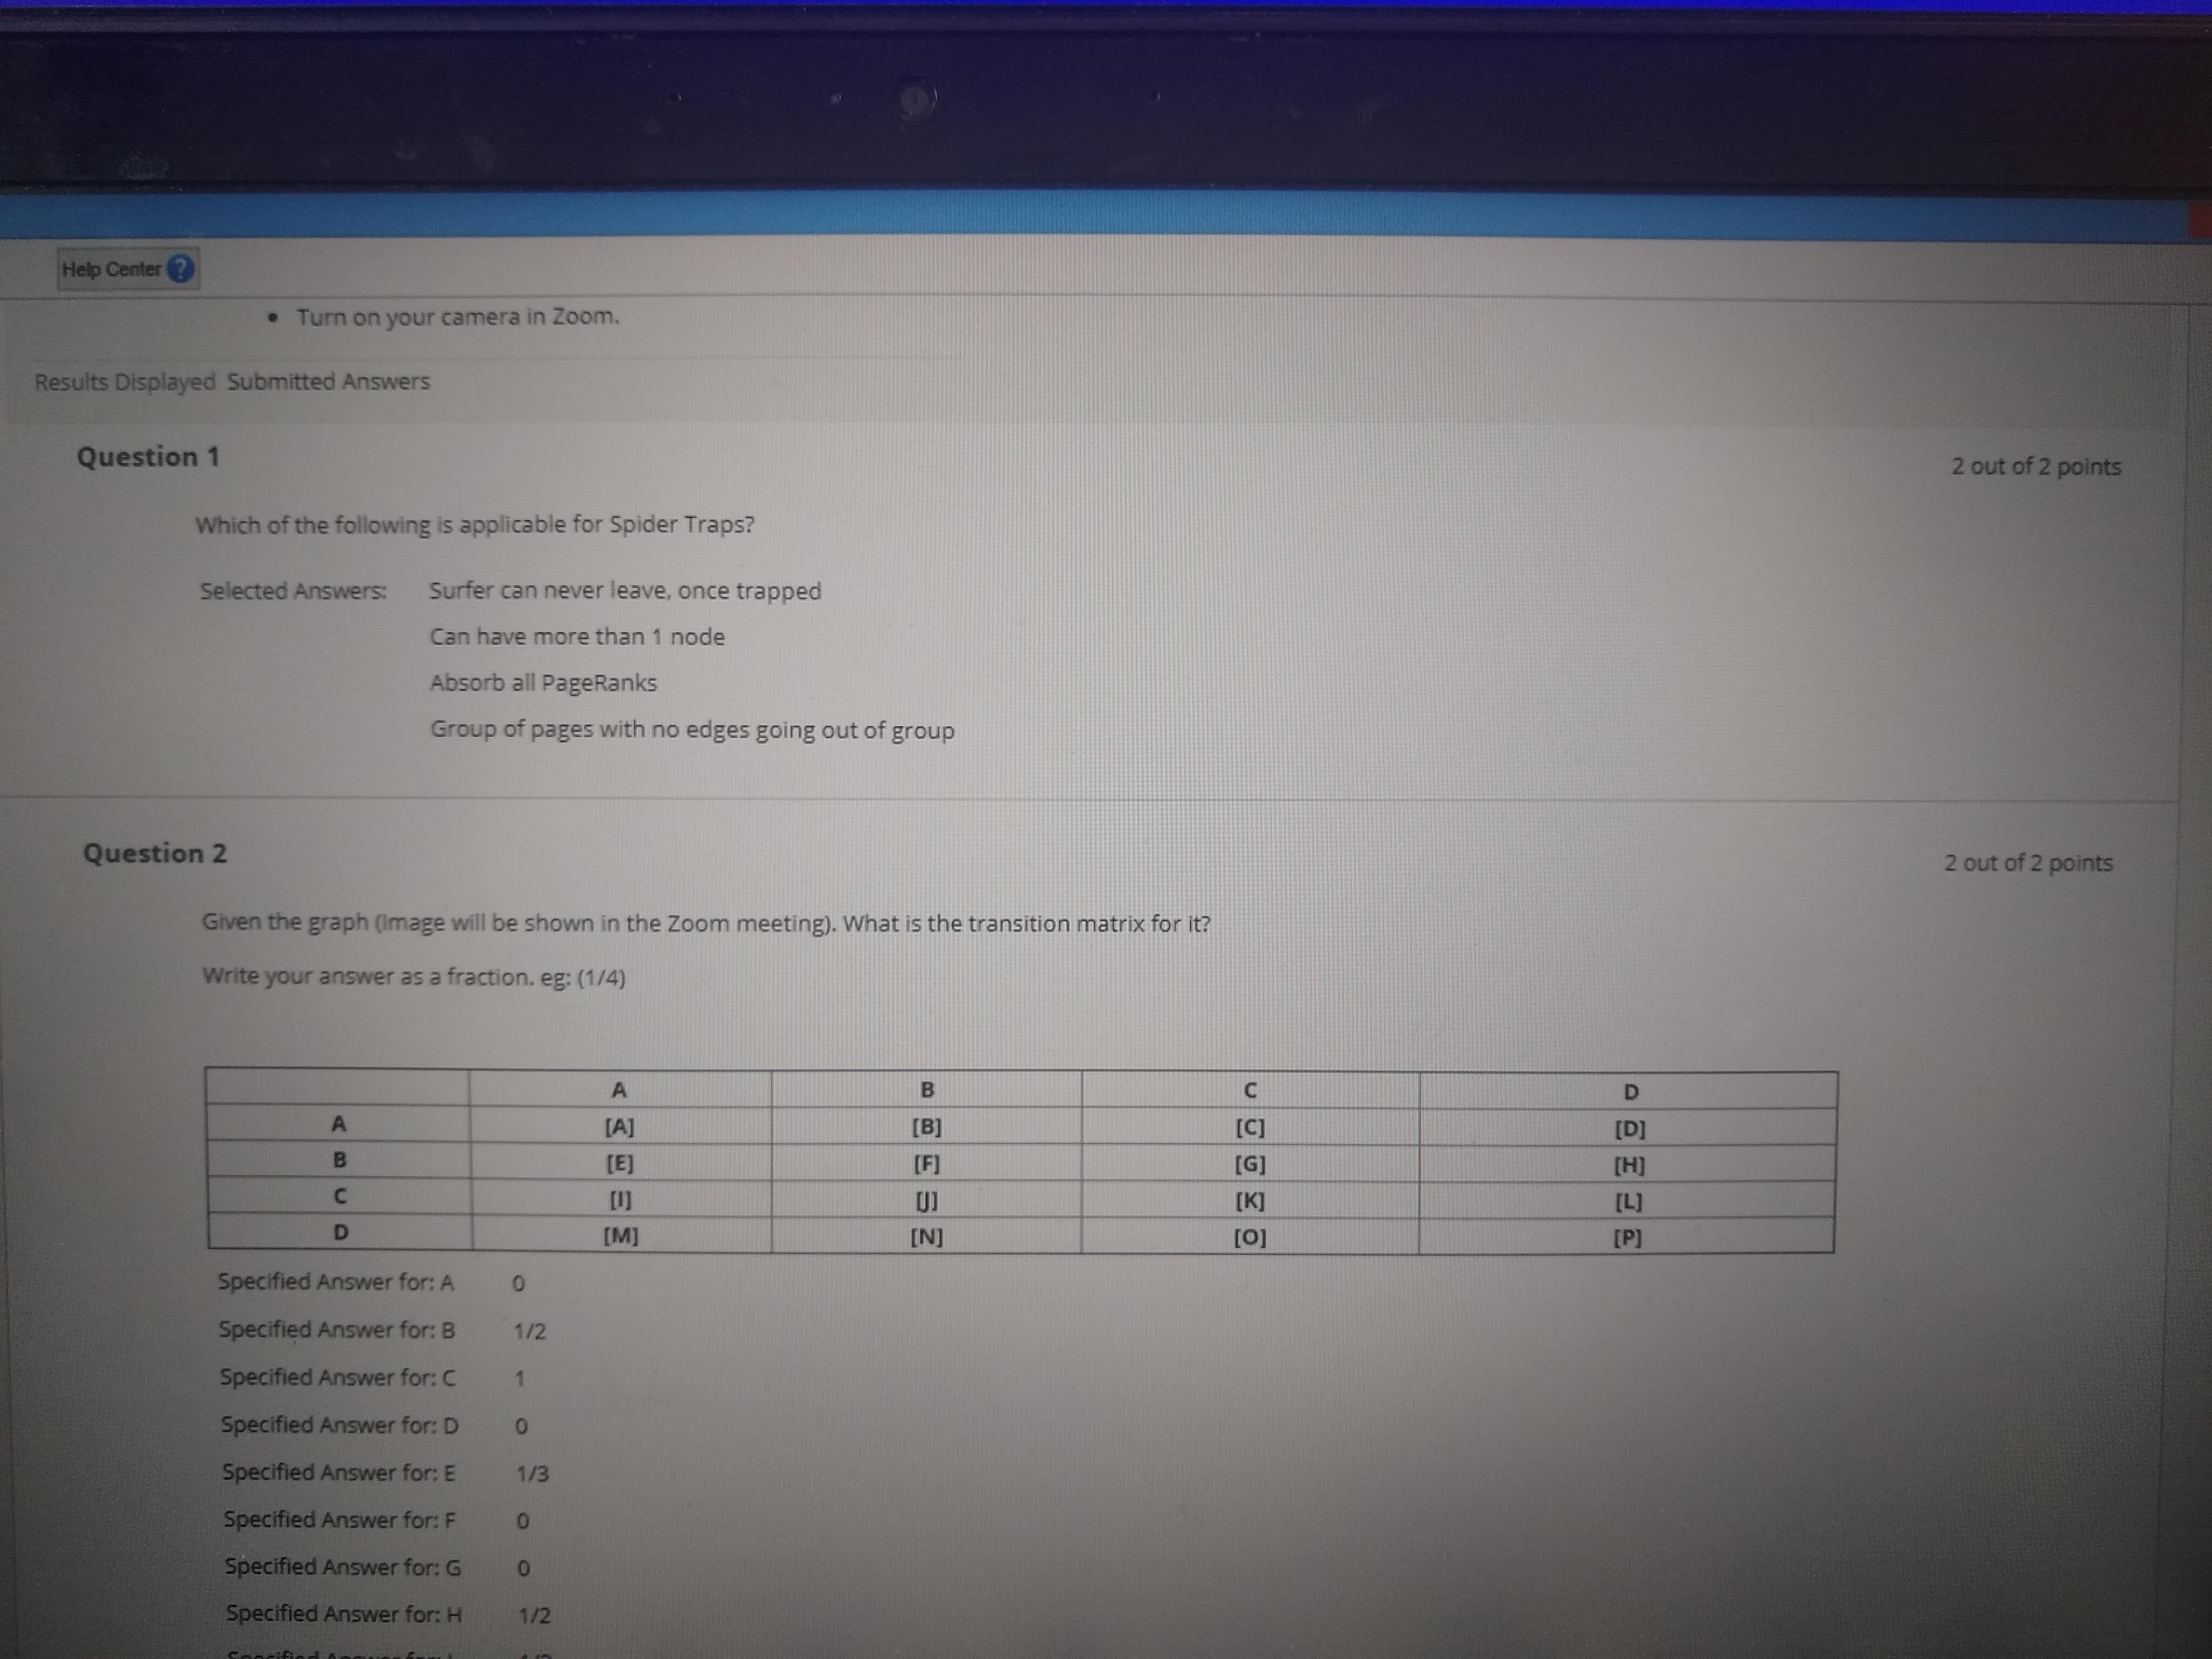 Help Center ?
• Turn on your camera in Zoom.
Results Displayed Submitted Answers
Question 1
2 out of 2 points
Which of the following is applicable for Spider Traps?
Selected Answers: Surfer can never leave, once trapped
Can have more than 1 node
Absorb all PageRanks
Group of pages with no edges going out of group
Question 2
2 out of 2 points
Given the graph (Image will be shown in the Zoom meeting). What is the transition matrix for it?
Write your answer as a fraction. eg: (1/4)
A B C D
A [A] [B] [C] [D]
B [E] [F] [G] [H]
C [I] [J] [K] [L]
D [M] [N] [O] [P]
Specified Answer for: A 0
Specified Answer for: B 1/2
Specified Answer for: C 1
Specified Answer for: D 0
Specified Answer for: E 1/3
Specified Answer for: F 0
Specified Answer for: G 0
Specified Answer for: H 1/2
Specified Answer for: